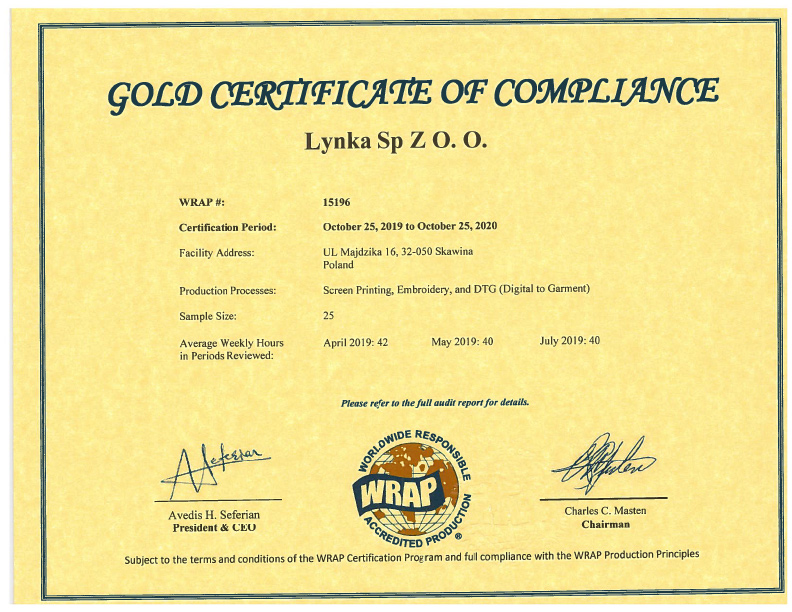 GOLD CERTIFICATE OF COMPLIANCE
Lynka Sp Z O. O.
WRAP #: 15196
Certification Period: October 25, 2019 to October 25, 2020
Facility Address: UL Majdzika 16, 32-050 Skawina
Poland
Production Processes: Screen Printing, Embroidery, and DTG (Digital to Garment)
Sample Size: 25
Average Weekly Hours April 2019: 42 May 2019: 40 July 2019: 40
in Periods Reviewed:
Please refer to the full audit report for details.
WORLDWIDE RESPONSIBLE
WRAP
ACCREDITED PRODUCTION ®
Avedis H. Seferian
President & CEO
Charles C. Masten
Chairman
Subject to the terms and conditions of the WRAP Certification Program and full compliance with the WRAP Production Principles